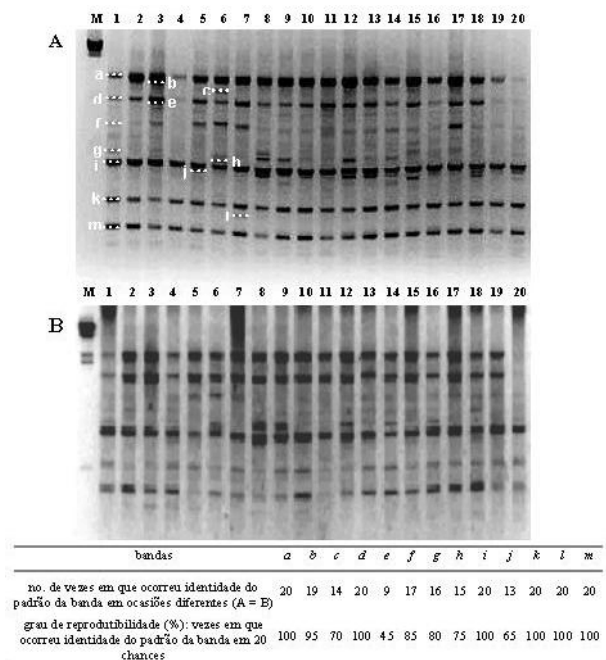 M 1 2 3 4 5 6 7 8 9 10 11 12 13 14 15 16 17 18 19 20
A
a
b
c
d
e
f
g
h
i
j
k
l
m
M 1 2 3 4 5 6 7 8 9 10 11 12 13 14 15 16 17 18 19 20
B
bandas a b c d e f g h i j k l m
no. de vezes em que ocorreu identidade do
padrão da banda em ocasiões diferentes (A = B) 20 19 14 20 9 17 16 15 20 13 20 20 20
grau de reprodutibilidade (%): vezes em que
ocorreu identidade do padrão da banda em 20 100 95 70 100 45 85 80 75 100 65 100 100 100
chances